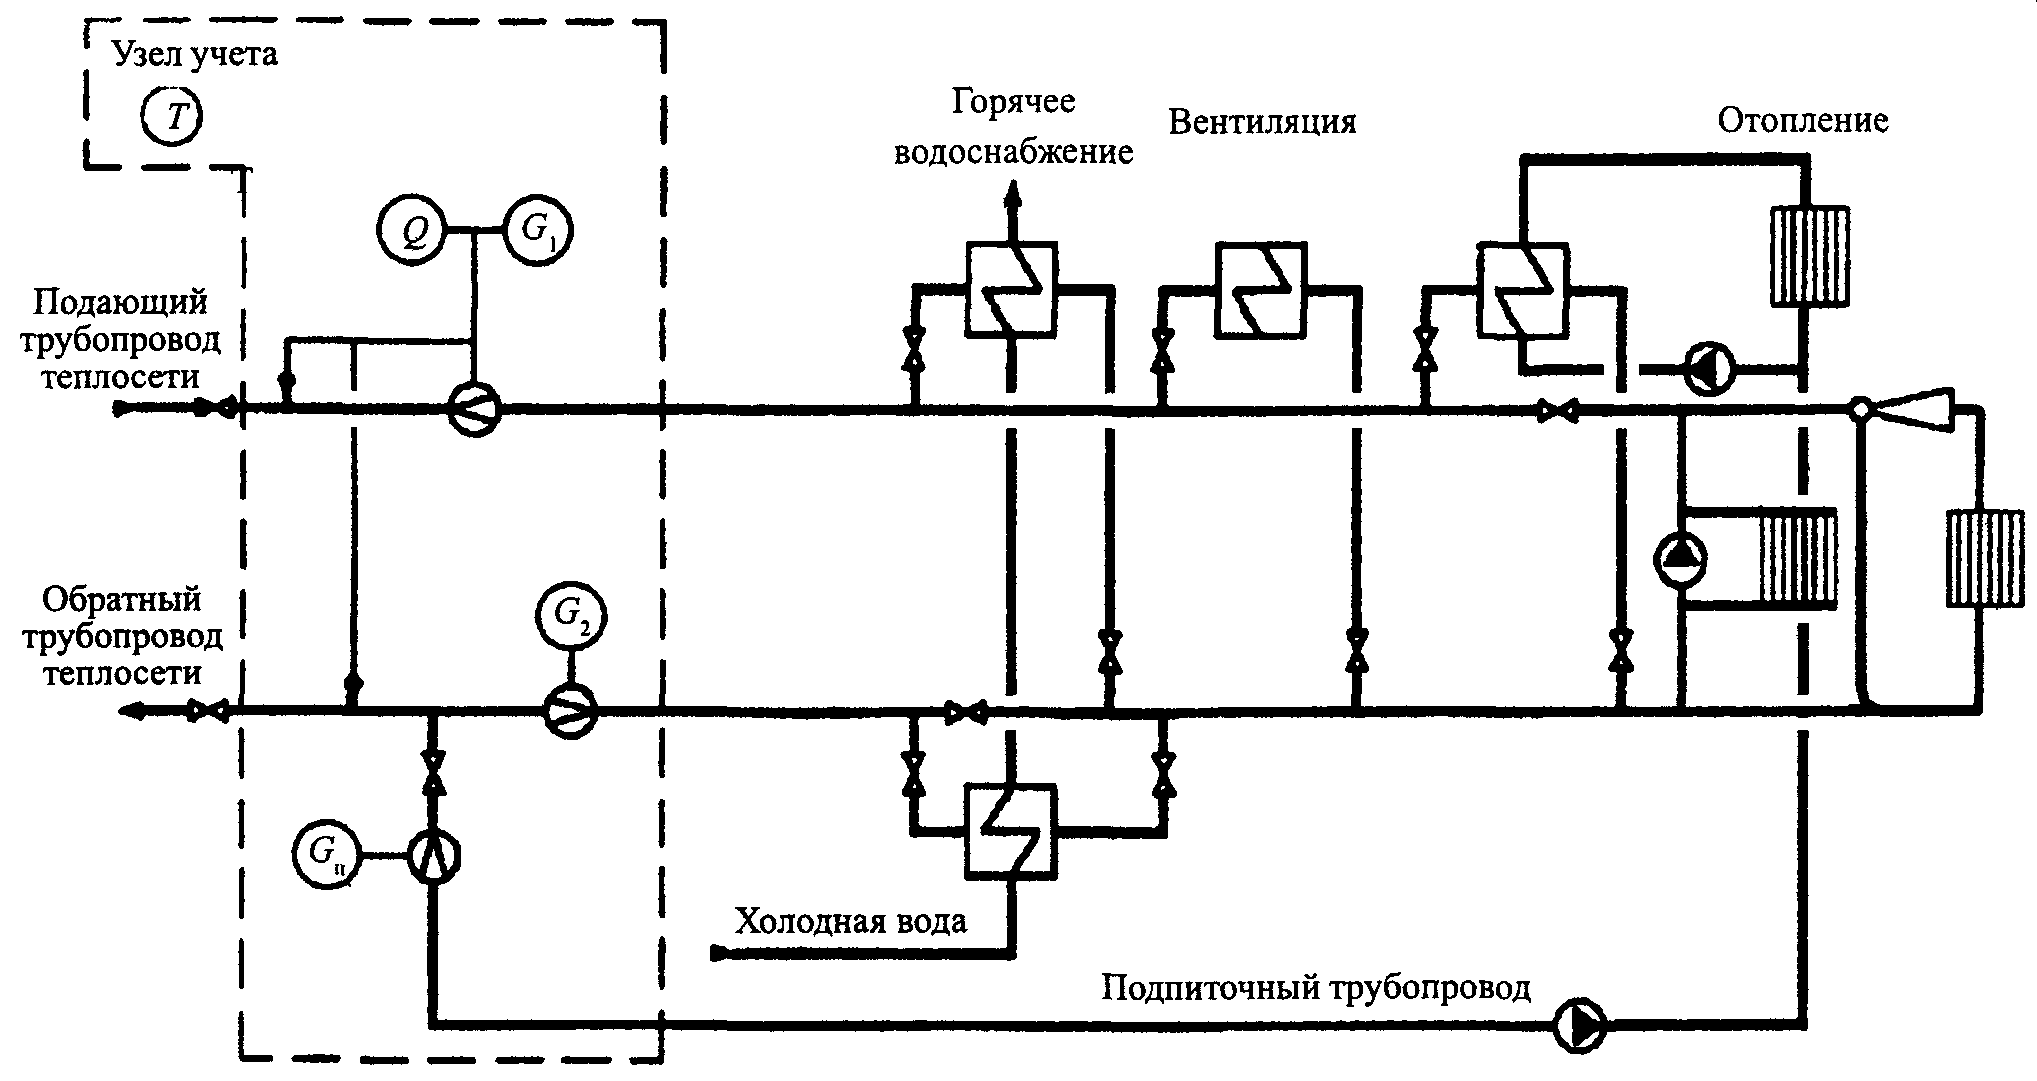 Узел учета
T
Горячее
водоснабжение
Вентиляция
Отопление
Q
G1
Подающий
трубопровод
теплосети
Обратный
трубопровод
теплосети
G2
Gп
Холодная вода
Подпиточный трубопровод